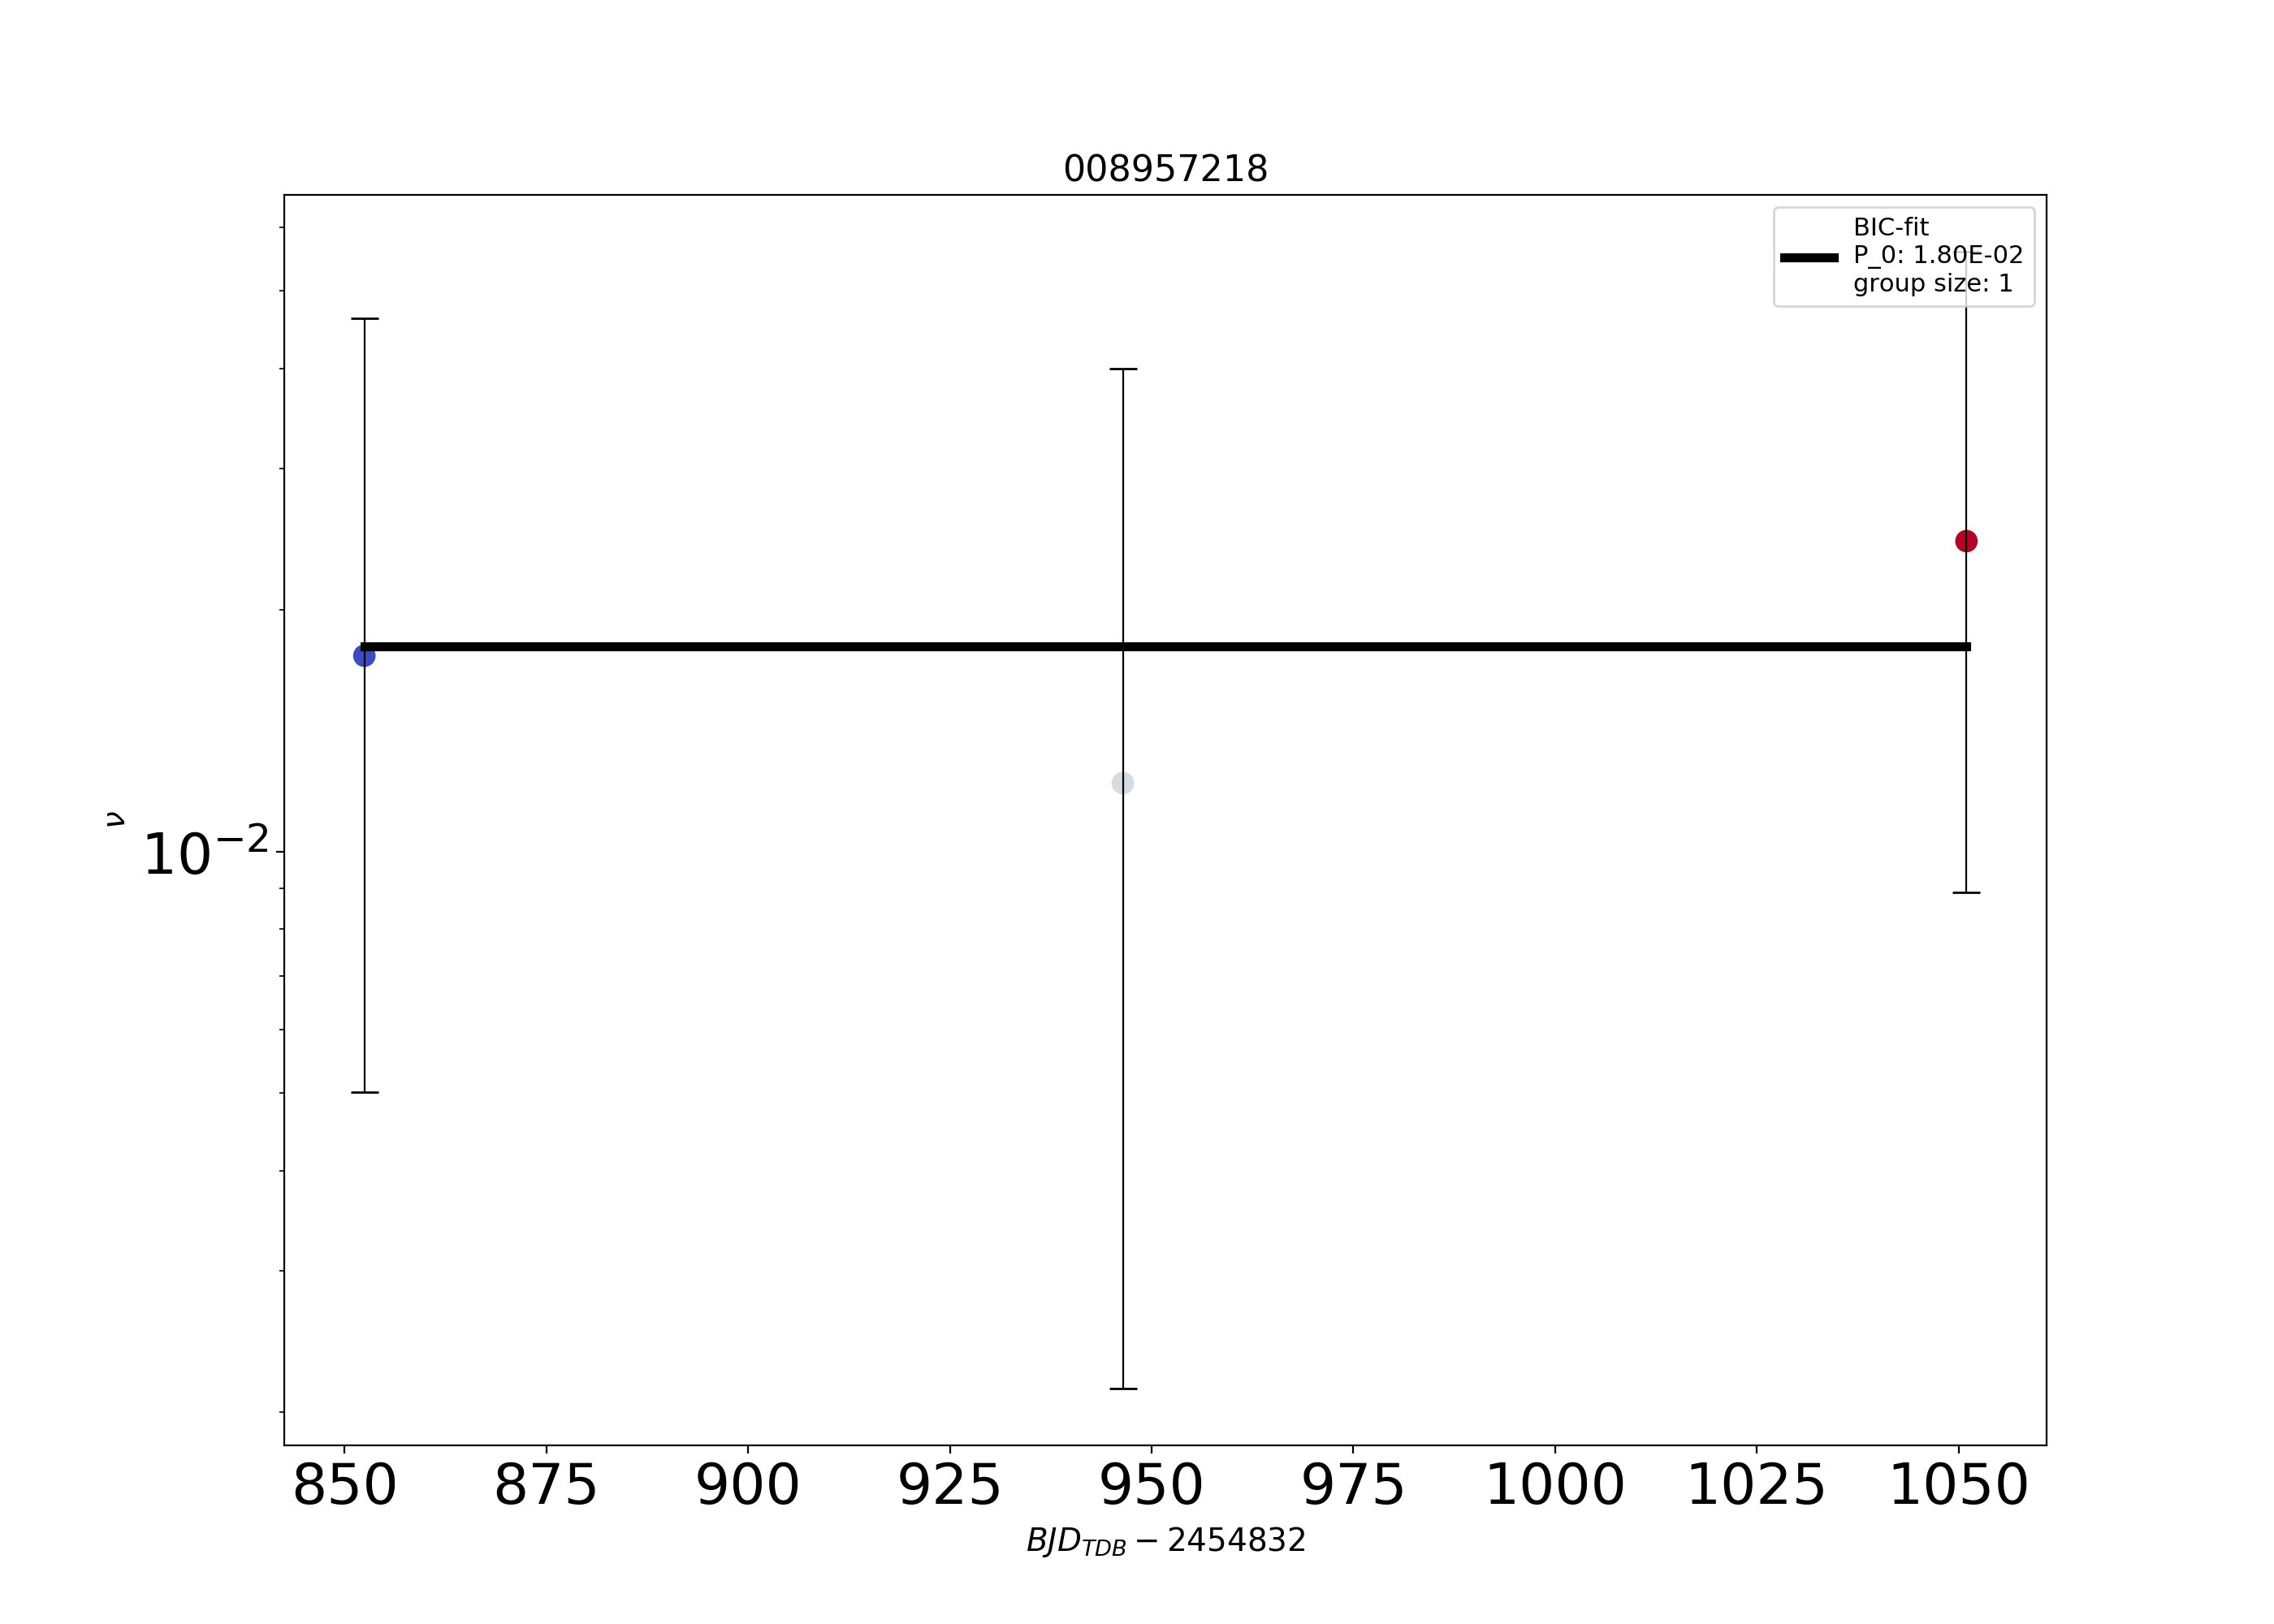 008957218
BIC-fit
P_0: 1.80E-02
group size: 1
ν
10⁻²
850 875 900 925 950 975 1000 1025 1050
BJD_TDB − 2454832